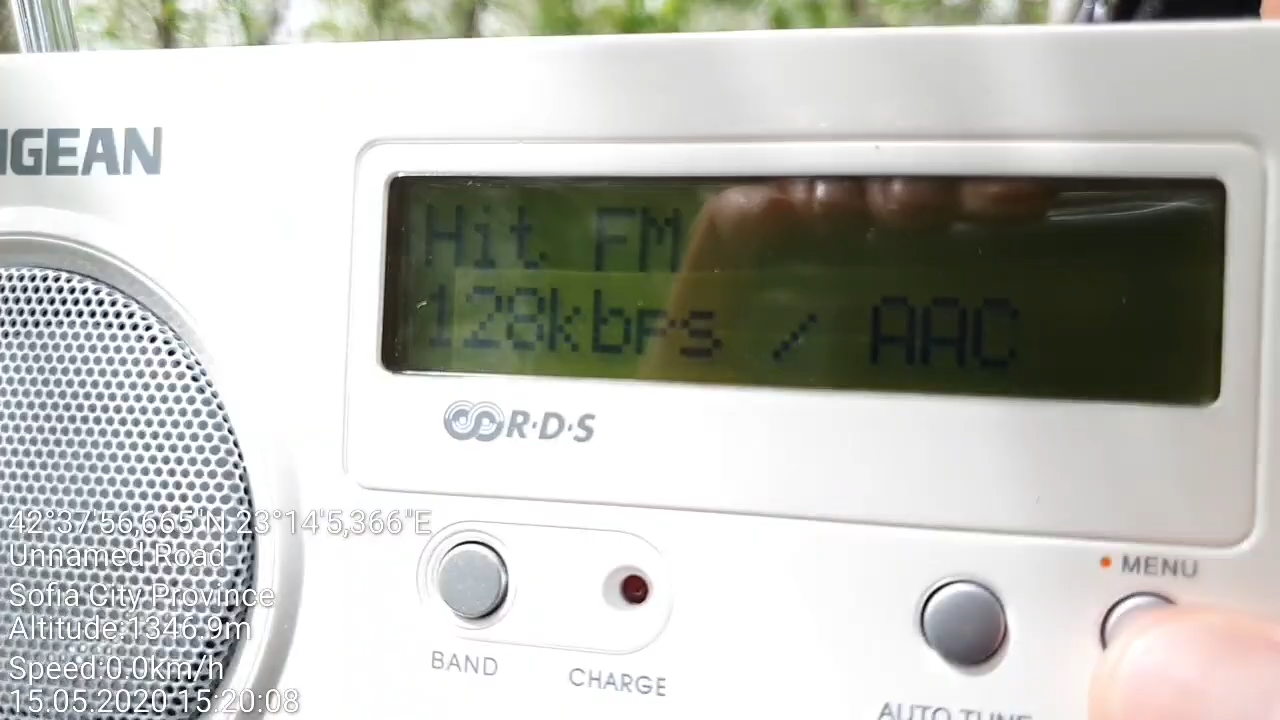 IGEAN
Hit FM
128kbps / AAC
R·D·S
BAND
CHARGE
MENU
AUTO TUNE
42°37'56,665"N 23°14'5,366"E
Unnamed Road
Sofia City Province
Altitude:1346.9m
Speed:0.0km/h
15.05.2020 15:20:08